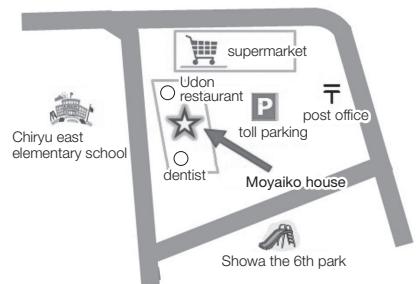 supermarket
Udon
restaurant
P
toll parking
〒
post office
Chiryu east
elementary school
dentist
Moyaiko house
Showa the 6th park